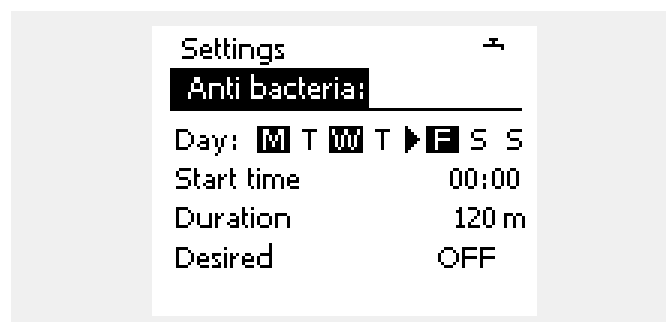 Settings
Anti bacteria:
Day: M T W T F S S
Start time 00:00
Duration 120 m
Desired OFF